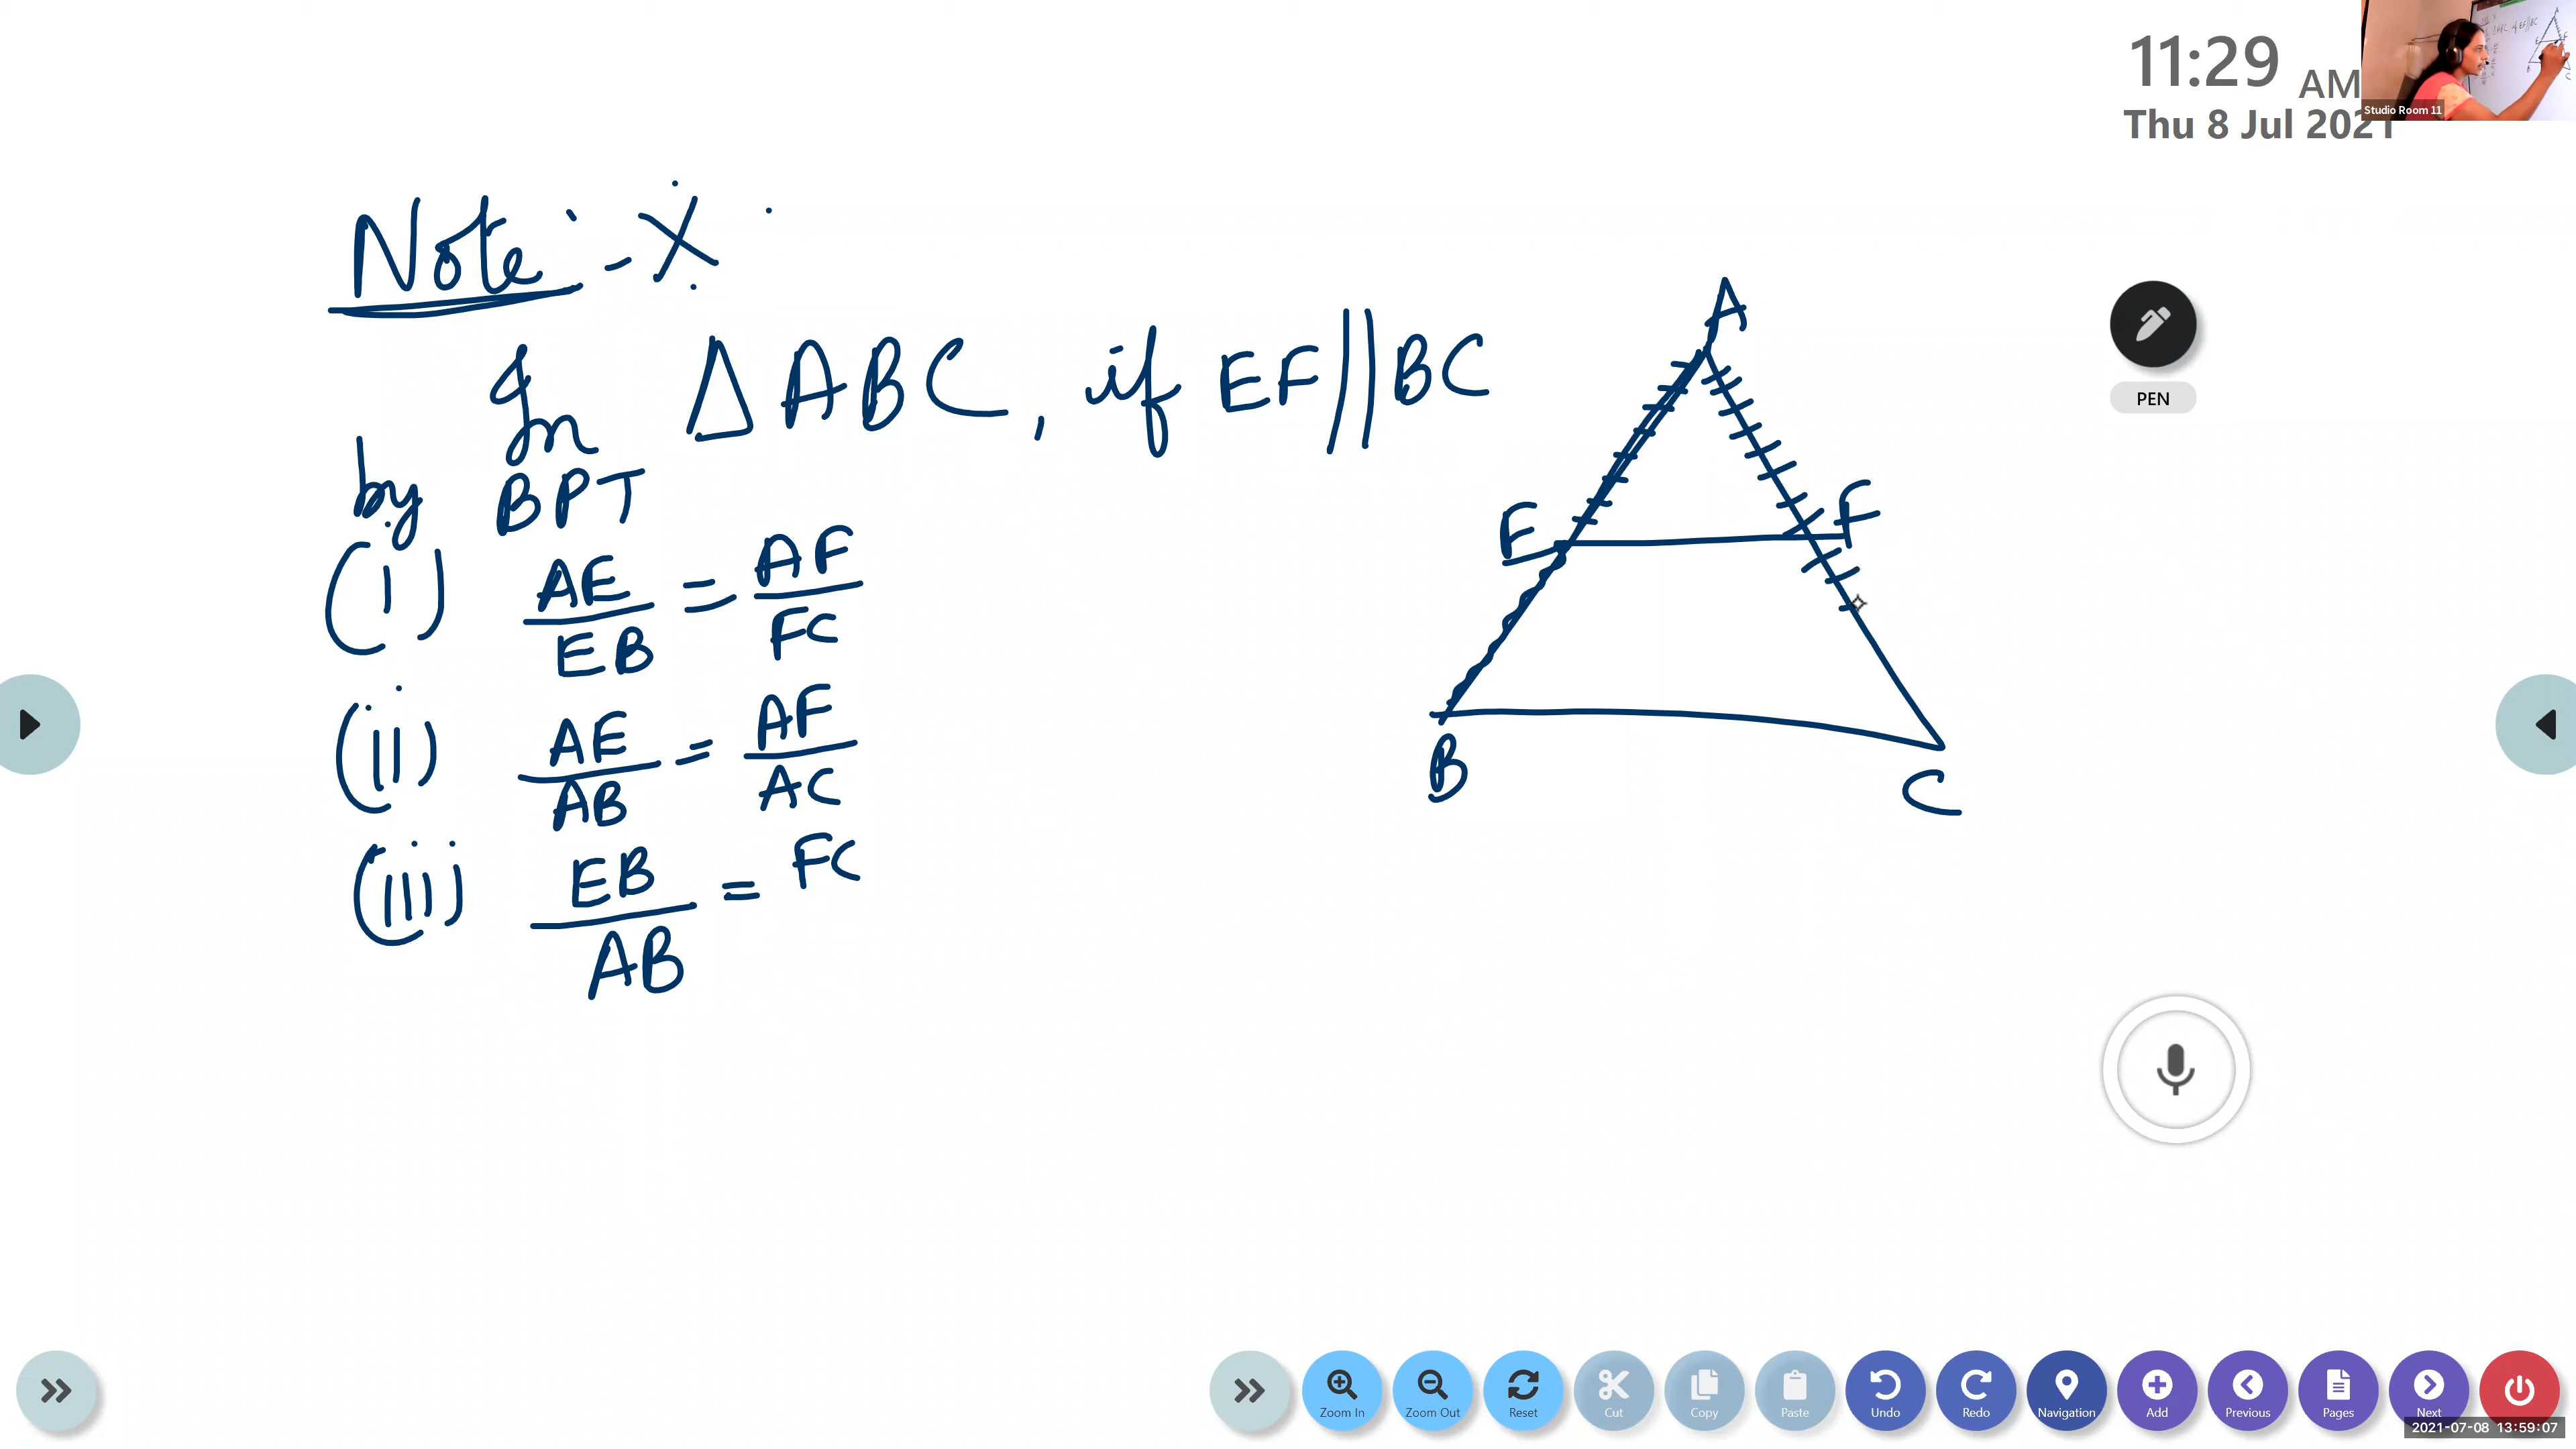 11:29 AM
Thu 8 Jul 2021
Studio Room 11
Note :- X
In △ABC, if EF||BC
by BPT
(i) AE/EB = AF/FC
(ii) AE/AB = AF/AC
(iii) EB/AB = FC
A
E F
B C
PEN
Zoom In Zoom Out Reset Cut Copy Paste Undo Redo Navigation Add Previous Pages Next
2021-07-08 13:59:07